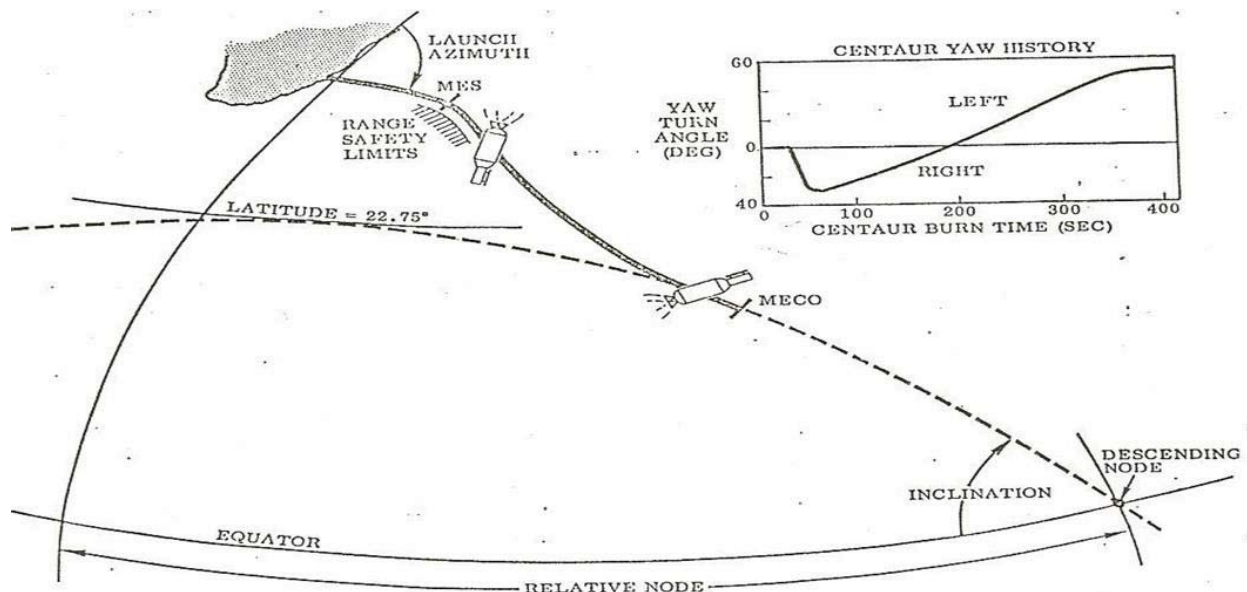 LAUNCH
AZIMUTH
MES
RANGE
SAFETY
LIMITS
LATITUDE = 22.75°
MECO
INCLINATION
DESCENDING
NODE
EQUATOR
RELATIVE NODE
CENTAUR YAW HISTORY
YAW
TURN
ANGLE
(DEG)
60
0
40
LEFT
RIGHT
0 100 200 300 400
CENTAUR BURN TIME (SEC)